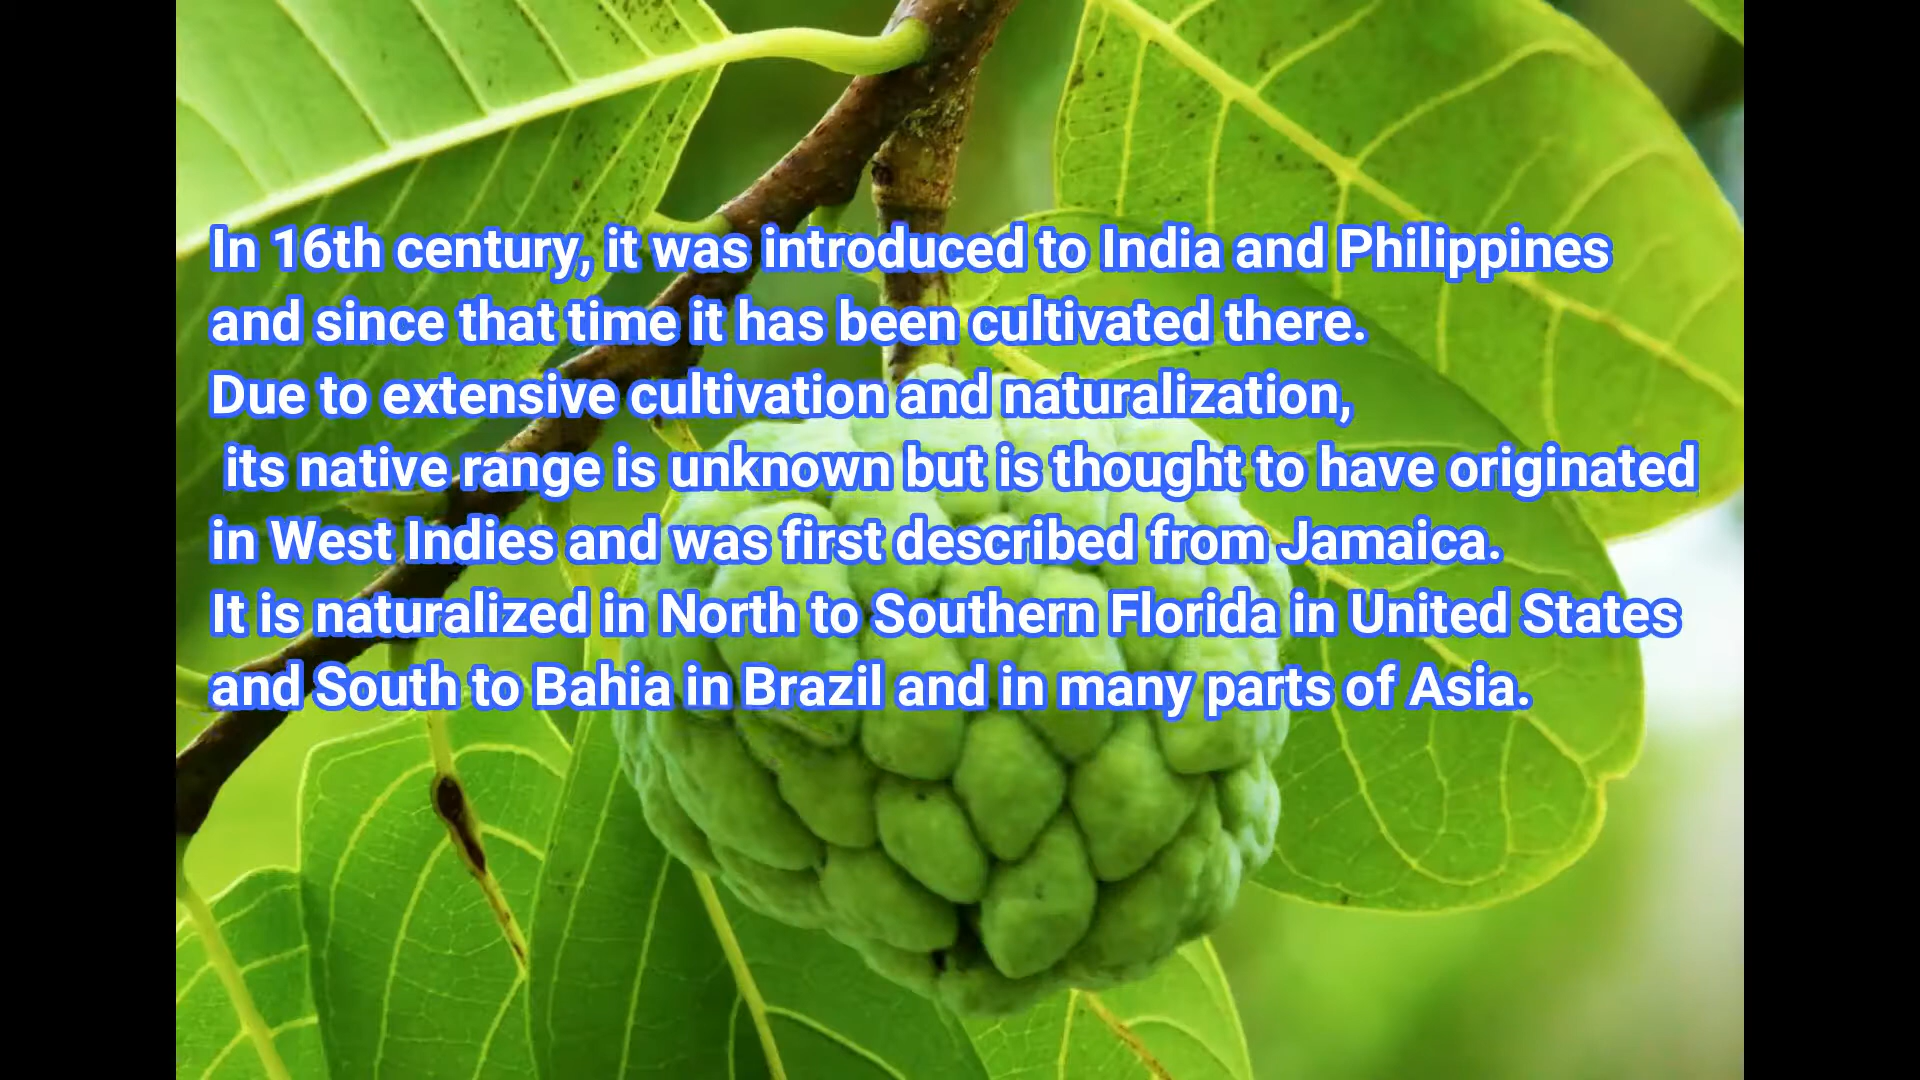 In 16th century, it was introduced to India and Philippines
and since that time it has been cultivated there.
Due to extensive cultivation and naturalization,
its native range is unknown but is thought to have originated
in West Indies and was first described from Jamaica.
It is naturalized in North to Southern Florida in United States
and South to Bahia in Brazil and in many parts of Asia.